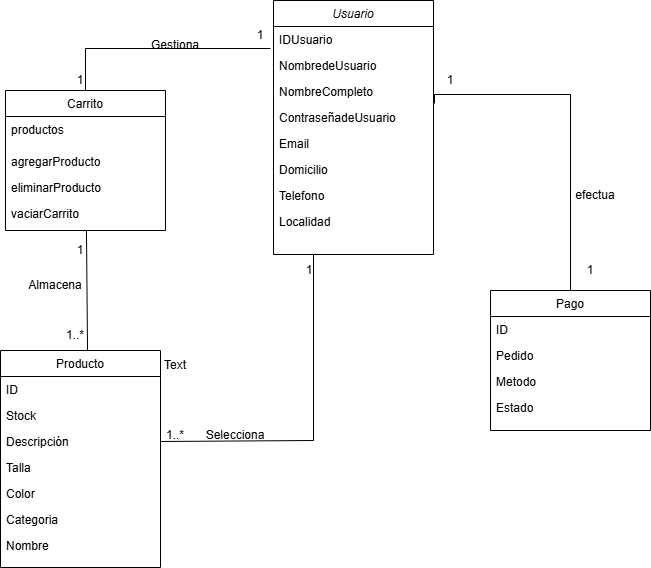 Usuario
IDUsuario
NombredeUsuario
NombreCompleto
ContraseñadeUsuario
Email
Domicilio
Telefono
Localidad
1
Gestiona
1
Carrito
productos
agregarProducto
eliminarProducto
vaciarCarrito
1
efectua
1
Pago
ID
Pedido
Metodo
Estado
1
Almacena
1..*
1
Producto
Text
ID
Stock
Descripción
Talla
Color
Categoria
Nombre
1..*
Selecciona